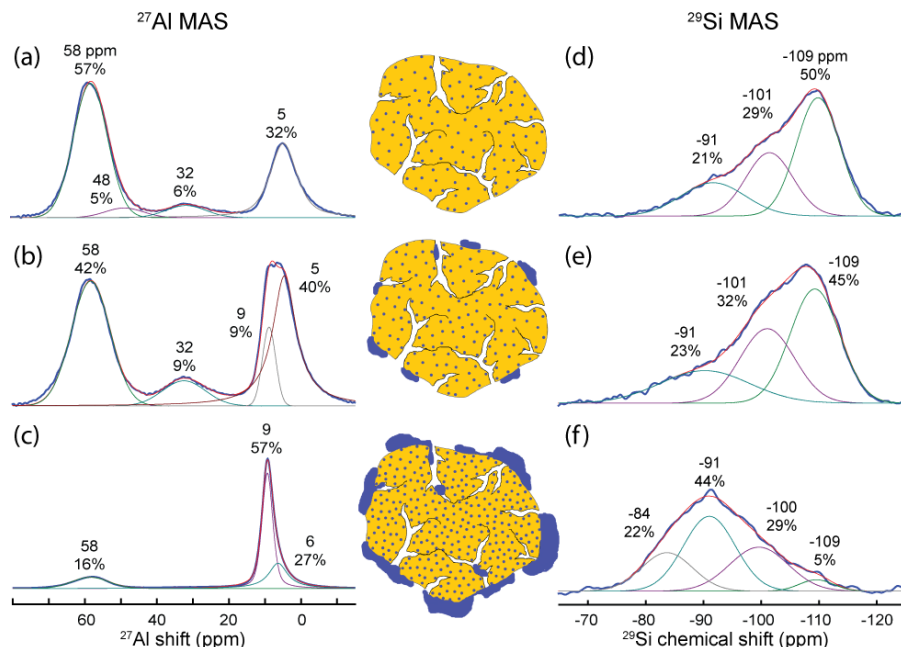 ²⁷Al MAS
²⁹Si MAS
(a)
58 ppm
57%
48
5%
32
6%
5
32%
(d)
-91
21%
-101
29%
-109 ppm
50%
(b)
58
42%
32
9%
9
9%
5
40%
(e)
-91
23%
-101
32%
-109
45%
(c)
58
16%
9
57%
6
27%
(f)
-84
22%
-91
44%
-100
29%
-109
5%
60 40 20 0
²⁷Al shift (ppm)
-70 -80 -90 -100 -110 -120
²⁹Si chemical shift (ppm)